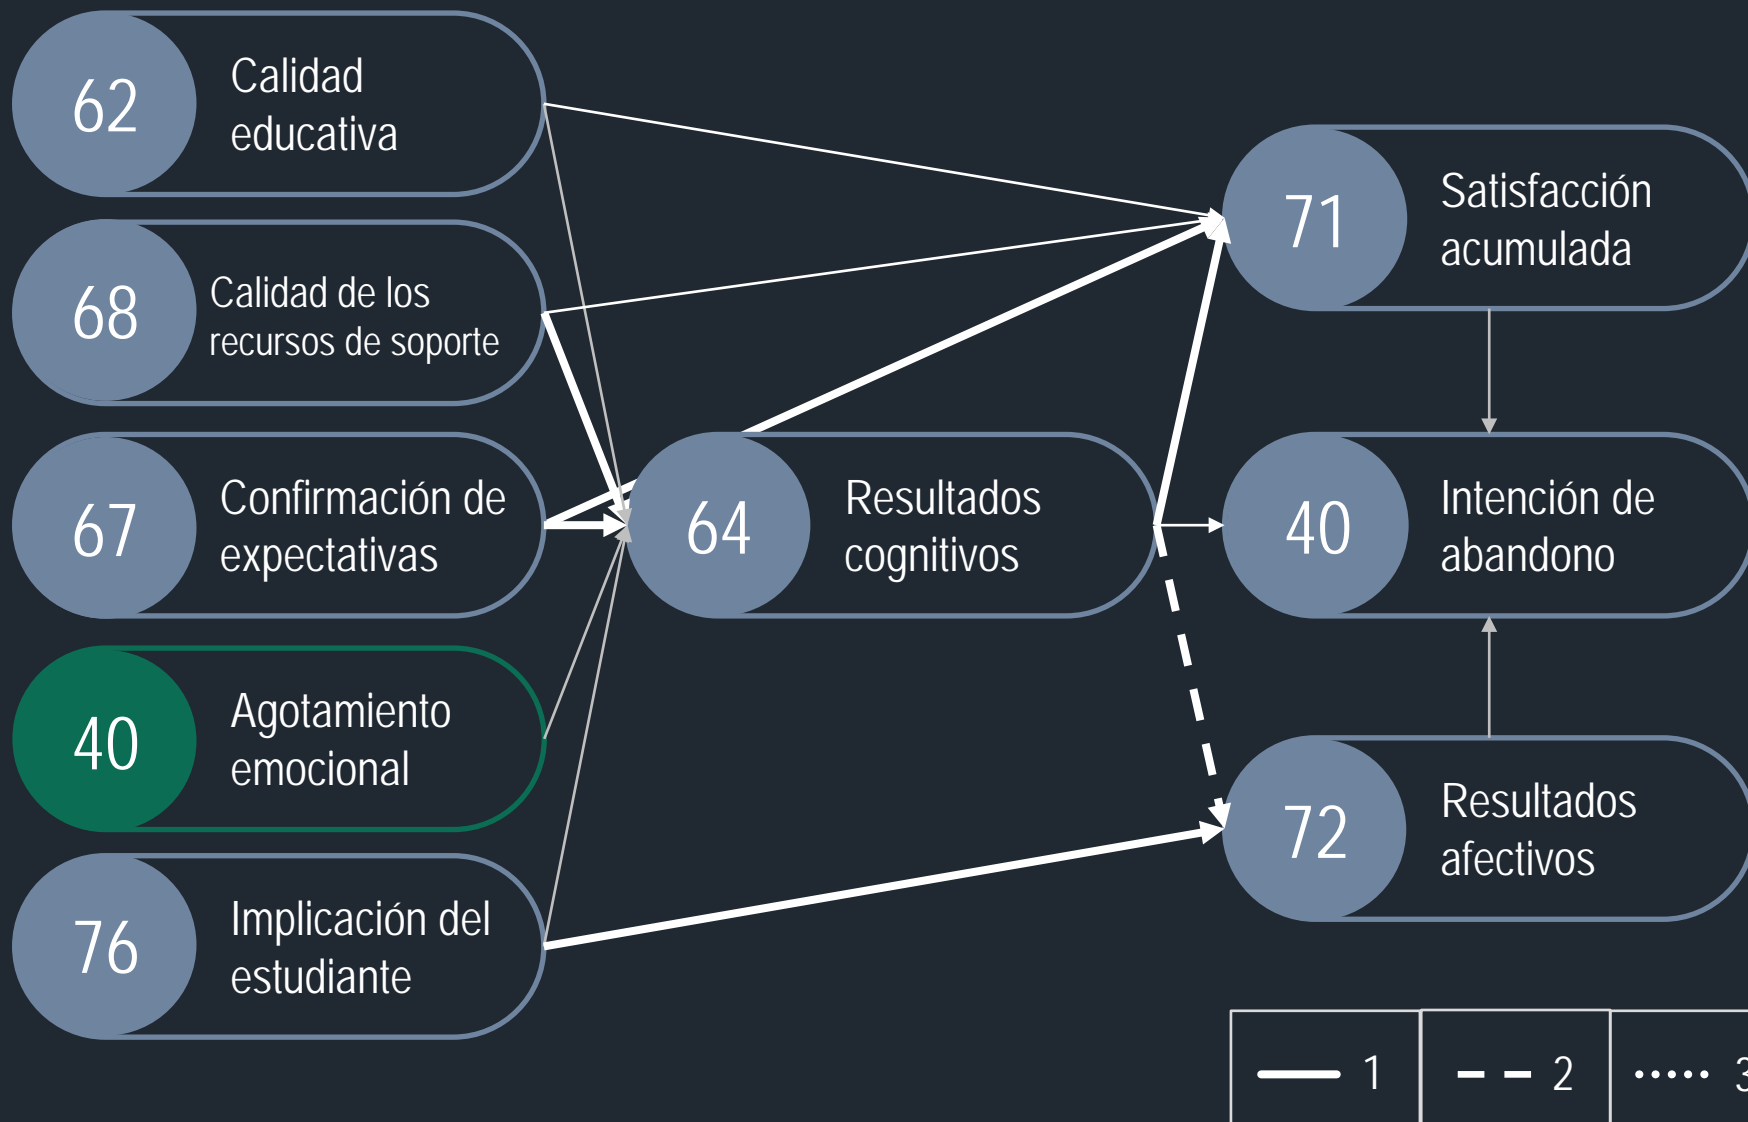 62
Calidad
educativa
68
Calidad de los
recursos de soporte
67
Confirmación de
expectativas
40
Agotamiento
emocional
76
Implicación del
estudiante
64
Resultados
cognitivos
71
Satisfacción
acumulada
40
Intención de
abandono
72
Resultados
afectivos
1
2
3